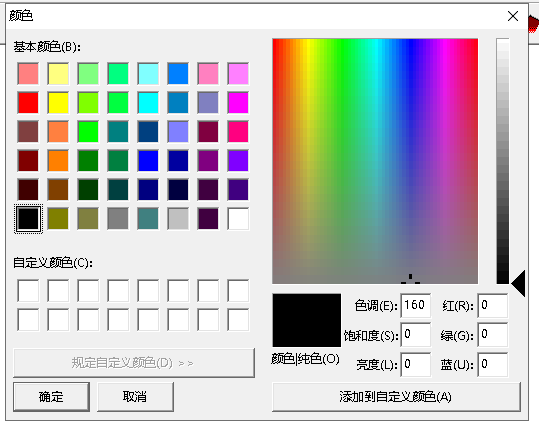 颜色
基本颜色(B):
自定义颜色(C):
规定自定义颜色(D) >>
确定
取消
颜色|纯色(O)
色调(E): 160
红(R): 0
饱和度(S): 0
绿(G): 0
亮度(L): 0
蓝(U): 0
添加到自定义颜色(A)